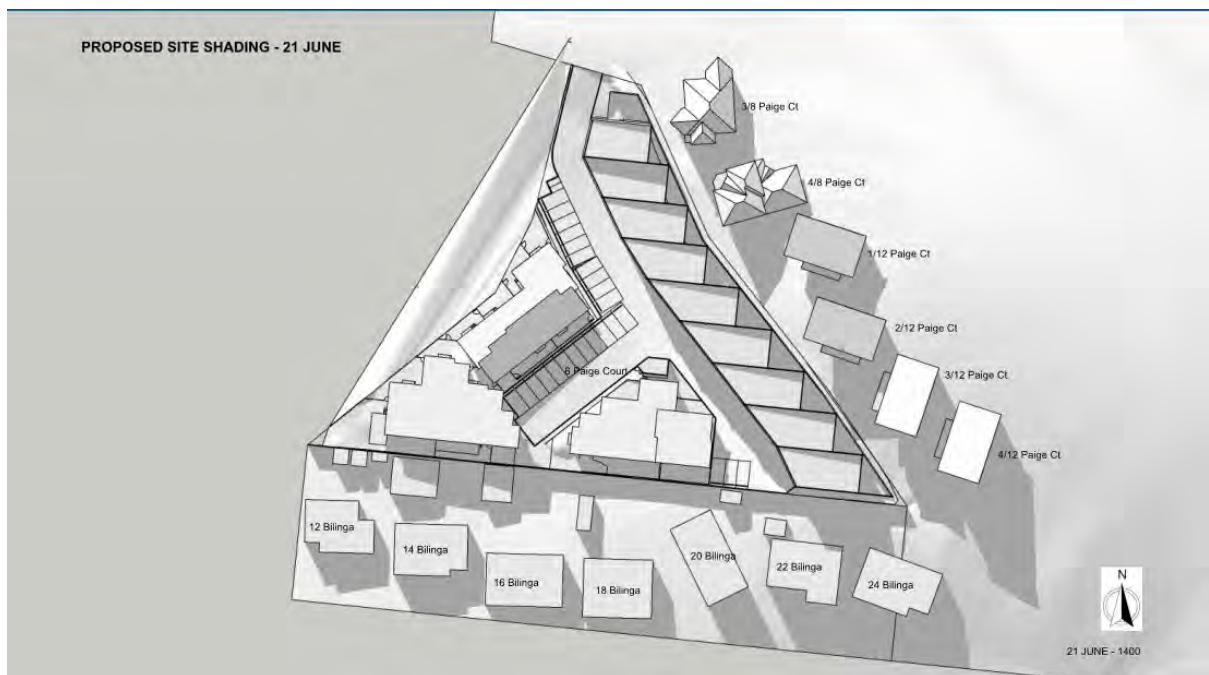 PROPOSED SITE SHADING - 21 JUNE
3/8 Paige Ct
4/8 Paige Ct
1/12 Paige Ct
2/12 Paige Ct
6 Paige Court
3/12 Paige Ct
4/12 Paige Ct
12 Bilinga
14 Bilinga
16 Bilinga
18 Bilinga
20 Bilinga
22 Bilinga
24 Bilinga
N
21 JUNE - 1400